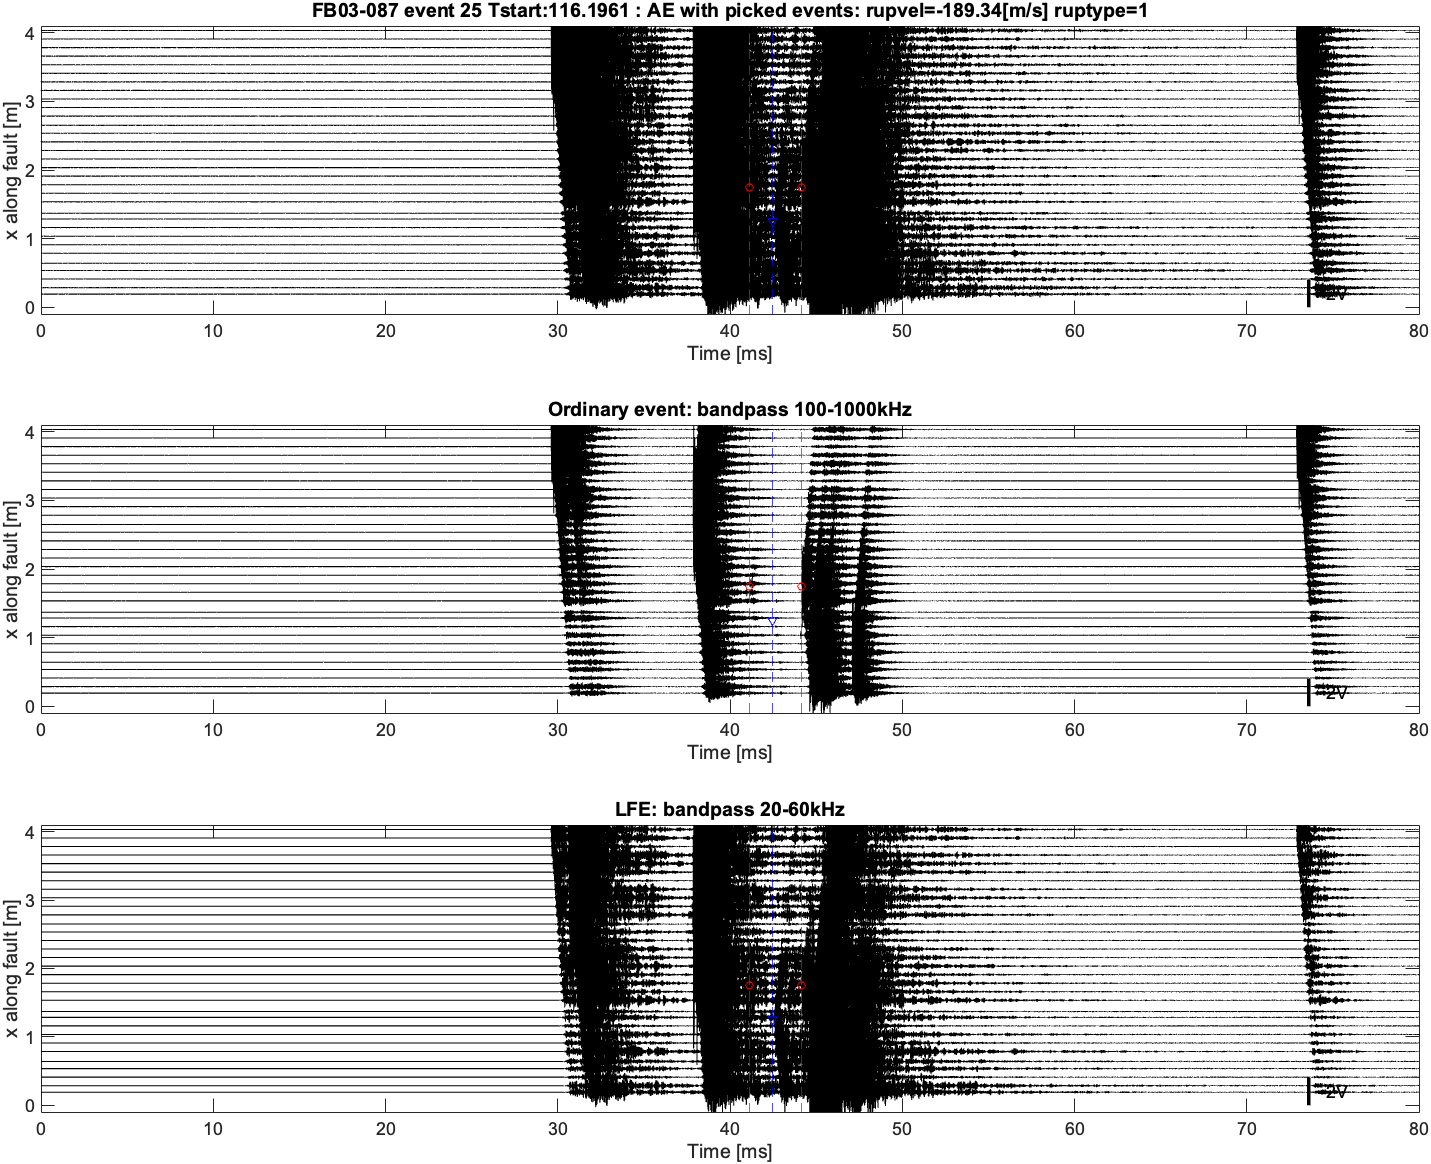 FB03-087 event 25 Tstart:116.1961 : AE with picked events: rupvel=-189.34[m/s] ruptype=1
4
3
2
1
0
x along fault [m]
2V
0 10 20 30 40 50 60 70 80
Time [ms]
Ordinary event: bandpass 100-1000kHz
4
3
2
1
0
x along fault [m]
2V
0 10 20 30 40 50 60 70 80
Time [ms]
LFE: bandpass 20-60kHz
4
3
2
1
0
x along fault [m]
2V
0 10 20 30 40 50 60 70 80
Time [ms]